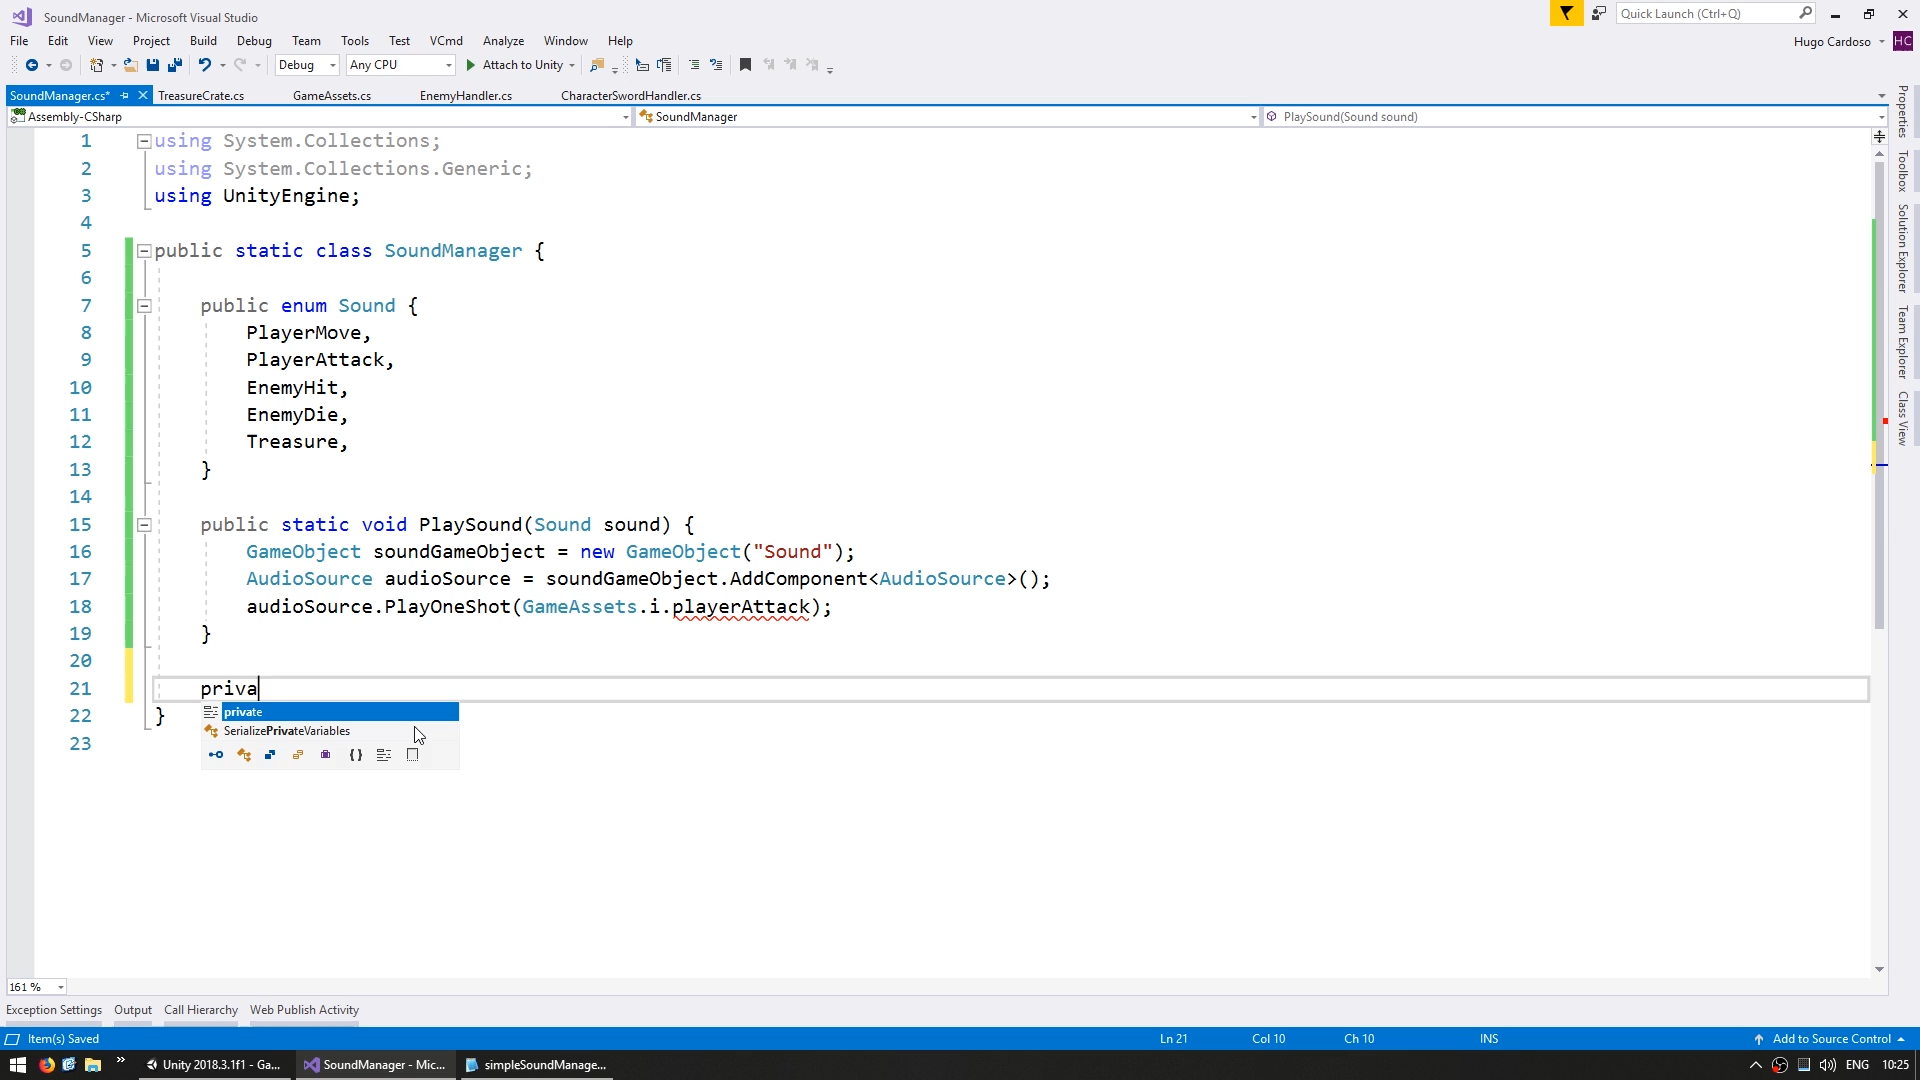 SoundManager - Microsoft Visual Studio
Quick Launch (Ctrl+Q)
File Edit View Project Build Debug Team Tools Test VCmd Analyze Window Help
Hugo Cardoso HC
Debug Any CPU Attach to Unity
SoundManager.cs* TreasureCrate.cs GameAssets.cs EnemyHandler.cs CharacterSwordHandler.cs
Assembly-CSharp SoundManager PlaySound(Sound sound)
1 using System.Collections;
2 using System.Collections.Generic;
3 using UnityEngine;
4
5 public static class SoundManager {
6
7 public enum Sound {
8 PlayerMove,
9 PlayerAttack,
10 EnemyHit,
11 EnemyDie,
12 Treasure,
13 }
14
15 public static void PlaySound(Sound sound) {
16 GameObject soundGameObject = new GameObject("Sound");
17 AudioSource audioSource = soundGameObject.AddComponent<AudioSource>();
18 audioSource.PlayOneShot(GameAssets.i.playerAttack);
19 }
20
21 priva
private
22 }
SerializePrivateVariables
23
Properties
Toolbox
Solution Explorer
Team Explorer
Class View
161 %
Exception Settings Output Call Hierarchy Web Publish Activity
Item(s) Saved Ln 21 Col 10 Ch 10 INS Add to Source Control
Unity 2018.3.1f1 - Ga... SoundManager - Mic... simpleSoundManage... ENG 10:25